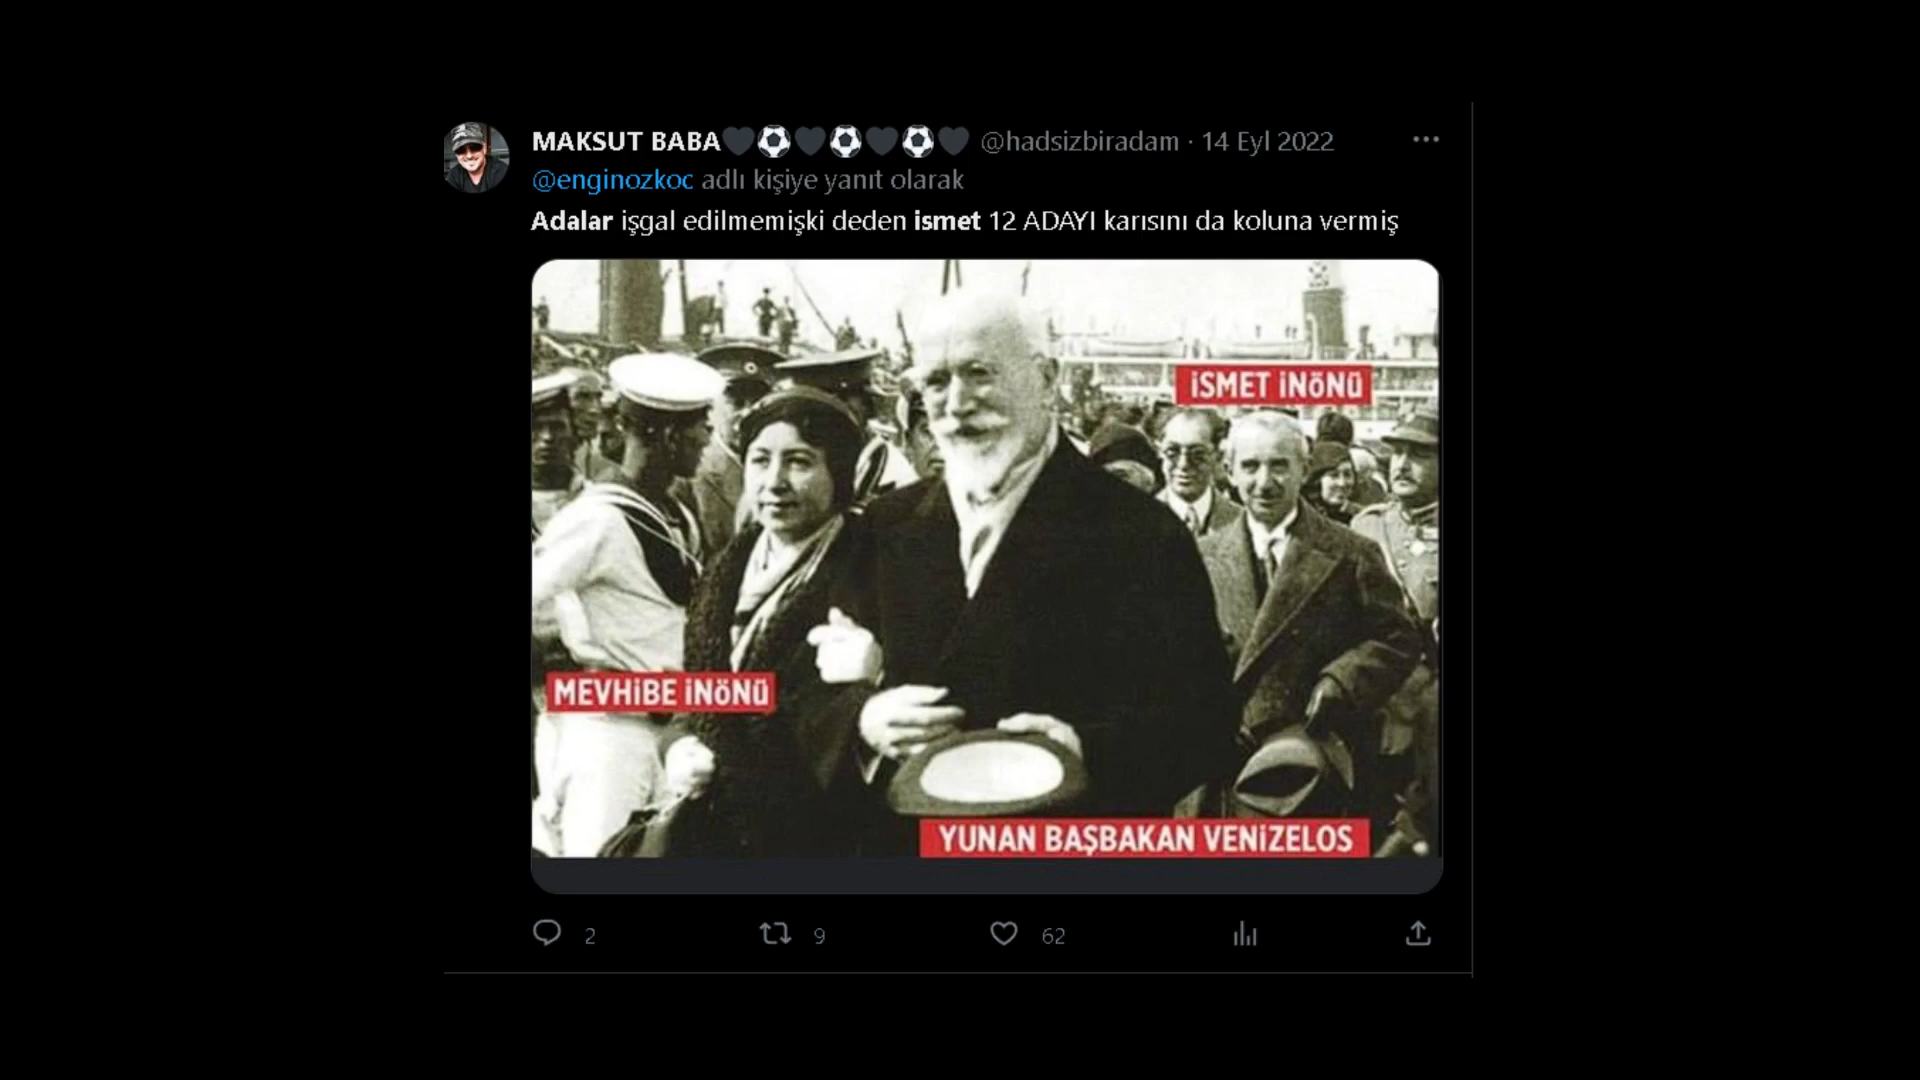 MAKSUT BABA🖤⚽🖤⚽🖤⚽🖤 @hadsizbiradam · 14 Eyl 2022
@enginozkoc adlı kişiye yanıt olarak
Adalar işgal edilmemişki deden ismet 12 ADAYI karısını da koluna vermiş
İSMET İNÖNÜ
MEVHİBE İNÖNÜ
YUNAN BAŞBAKAN VENİZELOS
2 9 62